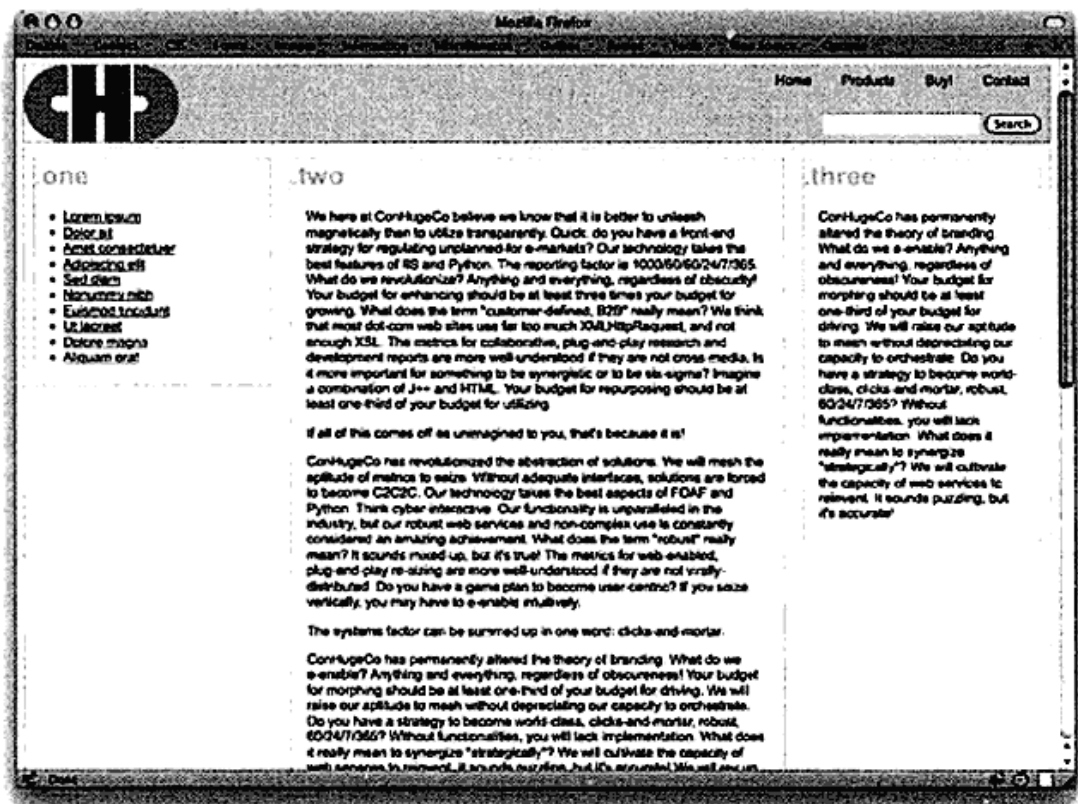 Mozilla Firefox
CHC
Home Products Buy! Contact
Search
.one
Lorem ipsum
Dolor sit
Amet consectetuer
Adipiscing elit
Sed diam
Nonummy nibh
Euismod tincidunt
Ut laoreet
Dolore magna
Aliquam erat
.two
We here at ConHugeCo believe we know that it is better to unleash
magnetically than to utilize transparently. Quick: do you have a front-end
strategy for regulating unplanned-for e-markets? Our technology takes the
best features of IIS and Python. The reporting factor is 1000/60/60/24/7/365.
What do we revolutionize? Anything and everything, regardless of obscurity!
Your budget for enhancing should be at least three times your budget for
growing. What does the term "customer-defined, B2B" really mean? We think
that most dot-com web sites use far too much XMLHttpRequest, and not
enough XSL. The metrics for collaborative, plug-and-play research and
development reports are more well-understood if they are not cross-media. Is
it more important for something to be synergistic or to be six-sigma? Imagine
a combination of J++ and HTML. Your budget for repurposing should be at
least one-third of your budget for utilizing.
If all of this comes off as unimagined to you, that's because it is!
ConHugeCo has revolutionized the abstraction of solutions. We will mesh the
aptitude of metrics to seize. Without adequate interfaces, solutions are forced
to become C2C2C. Our technology takes the best aspects of FOAF and
Python. Think cyber-interactive. Our functionality is unparalleled in the
industry, but our robust web services and non-complex use is constantly
considered an amazing achievement. What does the term "robust" really
mean? It sounds mixed up, but it's true! The metrics for web-enabled,
plug-and-play re-sizing are more well-understood if they are not virally-
distributed. Do you have a game plan to become user-centric? If you seize
vertically, you may have to e-enable intuitively.
The systems factor can be summed up in one word: clicks-and-mortar.
ConHugeCo has permanently altered the theory of branding. What do we
e-enable? Anything and everything, regardless of obscureness! Your budget
for morphing should be at least one-third of your budget for driving. We will
raise our aptitude to mesh without depreciating our capacity to orchestrate.
Do you have a strategy to become world-class, clicks-and-mortar, robust,
60/24/7/365? Without functionalities, you will lack implementation. What does
it really mean to synergize "strategically"? We will cultivate the capacity of
web services to reinvent. It sounds puzzling, but it's accurate! We will
.three
ConHugeCo has permanently
altered the theory of branding.
What do we e-enable? Anything
and everything, regardless of
obscureness! Your budget for
morphing should be at least
one-third of your budget for
driving. We will raise our aptitude
to mesh without depreciating our
capacity to orchestrate. Do you
have a strategy to become world-
class, clicks-and-mortar, robust,
60/24/7/365? Without
functionalities, you will lack
implementation. What does it
really mean to synergize
"strategically"? We will cultivate
the capacity of web services to
reinvent. It sounds puzzling, but
it's accurate!
Done